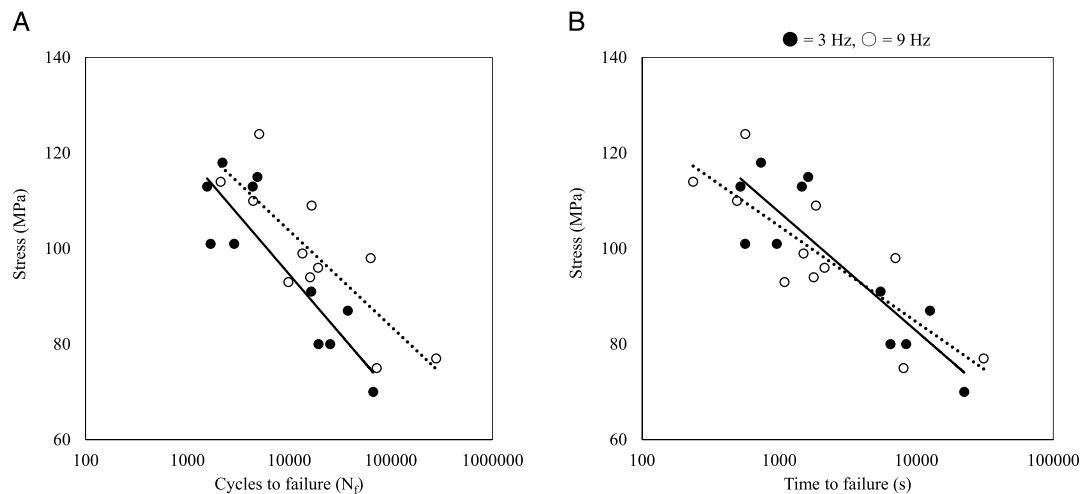 A
B
● = 3 Hz, ○ = 9 Hz
140
120
100
80
60
Stress (MPa)
100 1000 10000 100000 1000000
Cycles to failure (Nf)
140
120
100
80
60
Stress (MPa)
100 1000 10000 100000
Time to failure (s)